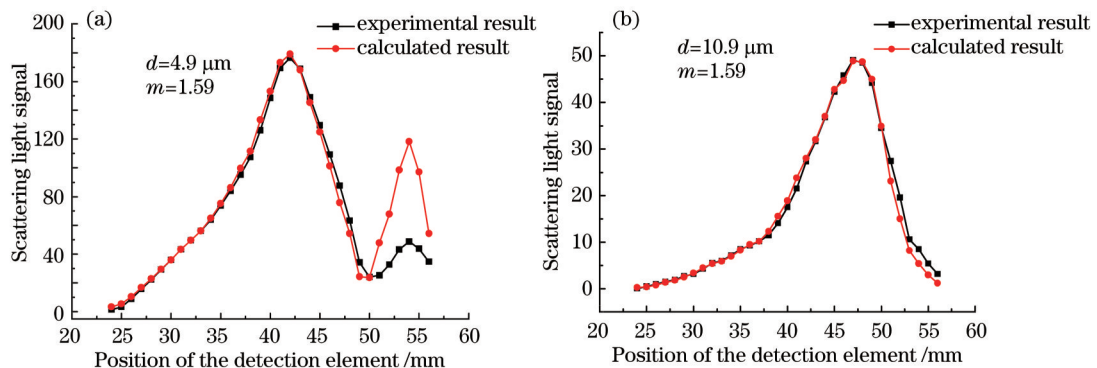 (a)
experimental result
calculated result
d=4.9 μm
m=1.59
Scattering light signal
200
160
120
80
40
0
20 25 30 35 40 45 50 55 60
Position of the detection element /mm
(b)
experimental result
calculated result
d=10.9 μm
m=1.59
Scattering light signal
50
40
30
20
10
0
20 25 30 35 40 45 50 55 60
Position of the detection element /mm